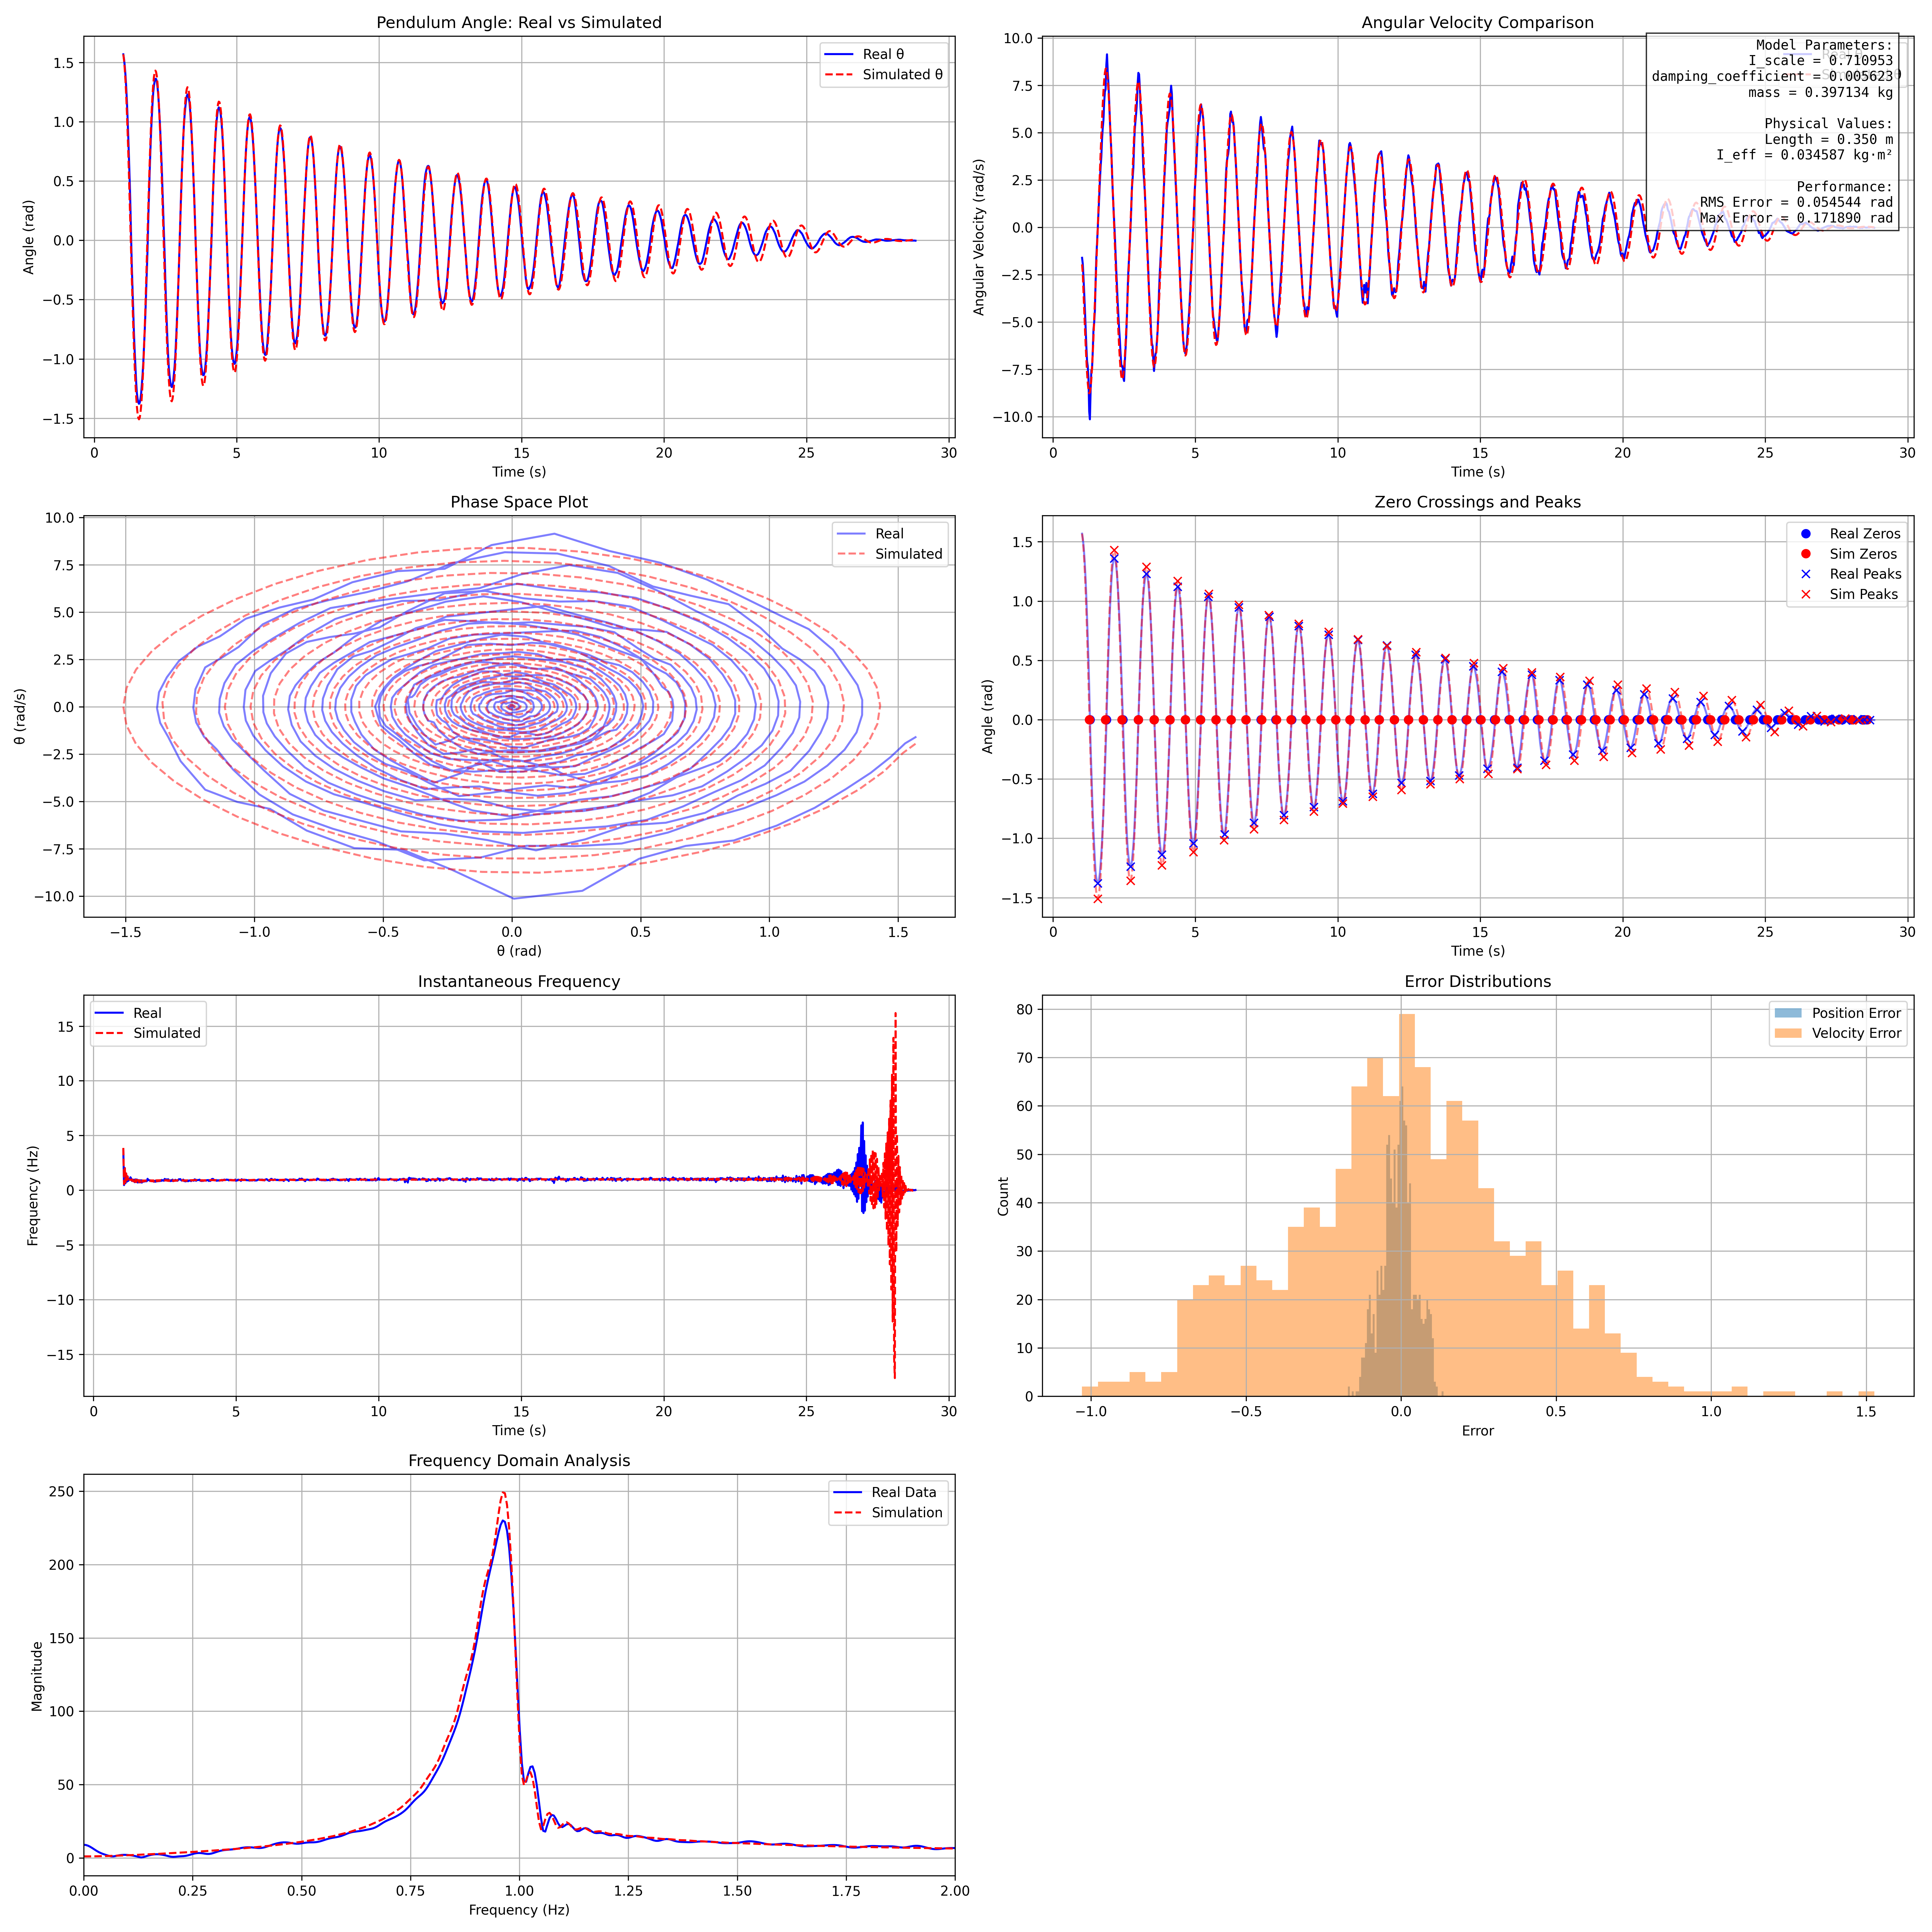 Pendulum Angle: Real vs Simulated
1.5
1.0
0.5
0.0
−0.5
−1.0
−1.5
Angle (rad)
0 5 10 15 20 25 30
Time (s)
Real θ
Simulated θ
Angular Velocity Comparison
10.0
7.5
5.0
2.5
0.0
−2.5
−5.0
−7.5
−10.0
Angular Velocity (rad/s)
0 5 10 15 20 25 30
Time (s)
Model Parameters:
I_scale = 0.710953
damping_coefficient = 0.005623
mass = 0.397134 kg
Physical Values:
Length = 0.350 m
I_eff = 0.034587 kg·m²
Performance:
RMS Error = 0.054544 rad
Max Error = 0.171890 rad
Phase Space Plot
10.0
7.5
5.0
2.5
0.0
−2.5
−5.0
−7.5
−10.0
θ̇ (rad/s)
−1.5 −1.0 −0.5 0.0 0.5 1.0 1.5
θ (rad)
Real
Simulated
Zero Crossings and Peaks
1.5
1.0
0.5
0.0
−0.5
−1.0
−1.5
Angle (rad)
0 5 10 15 20 25 30
Time (s)
Real Zeros
Sim Zeros
Real Peaks
Sim Peaks
Instantaneous Frequency
15
10
5
0
−5
−10
−15
Frequency (Hz)
0 5 10 15 20 25 30
Time (s)
Real
Simulated
Error Distributions
80
70
60
50
40
30
20
10
0
Count
−1.0 −0.5 0.0 0.5 1.0 1.5
Error
Position Error
Velocity Error
Frequency Domain Analysis
250
200
150
100
50
0
Magnitude
0.00 0.25 0.50 0.75 1.00 1.25 1.50 1.75 2.00
Frequency (Hz)
Real Data
Simulation